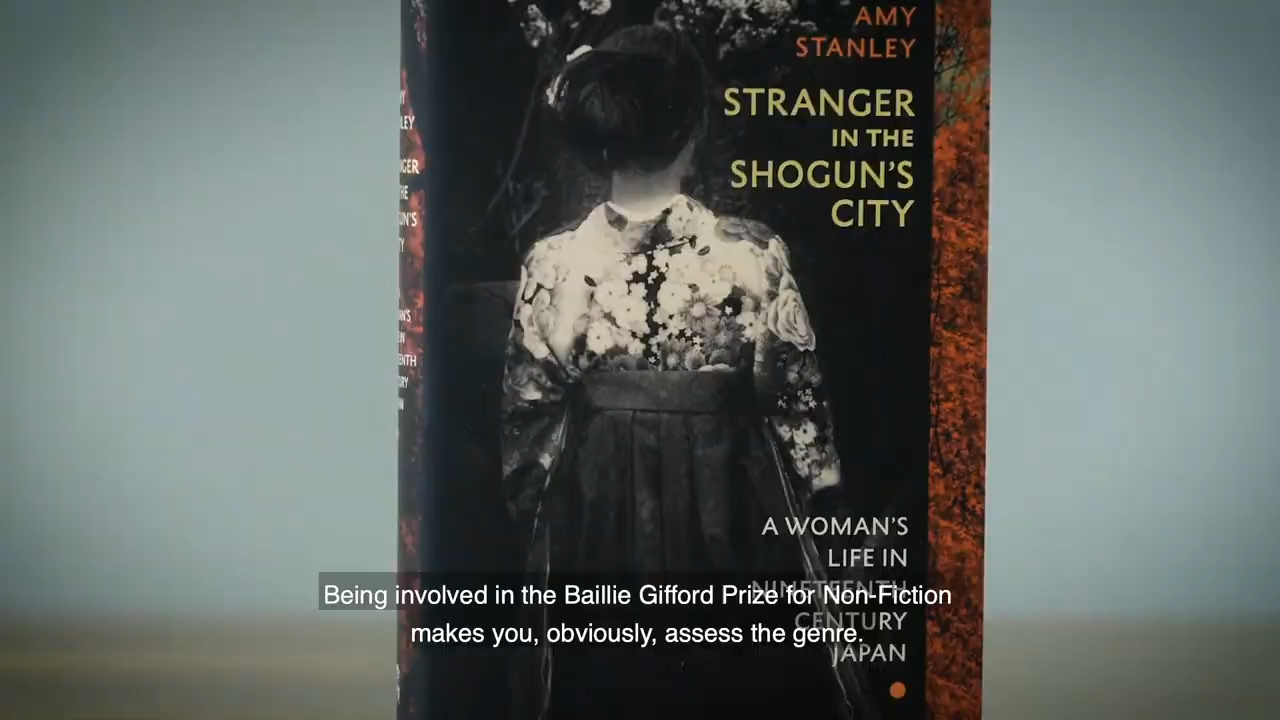 AMY
STANLEY
STRANGER
IN THE
SHOGUN'S
CITY
A WOMAN'S
LIFE IN
NINETEENTH
CENTURY
JAPAN
Being involved in the Baillie Gifford Prize for Non-Fiction
makes you, obviously, assess the genre.